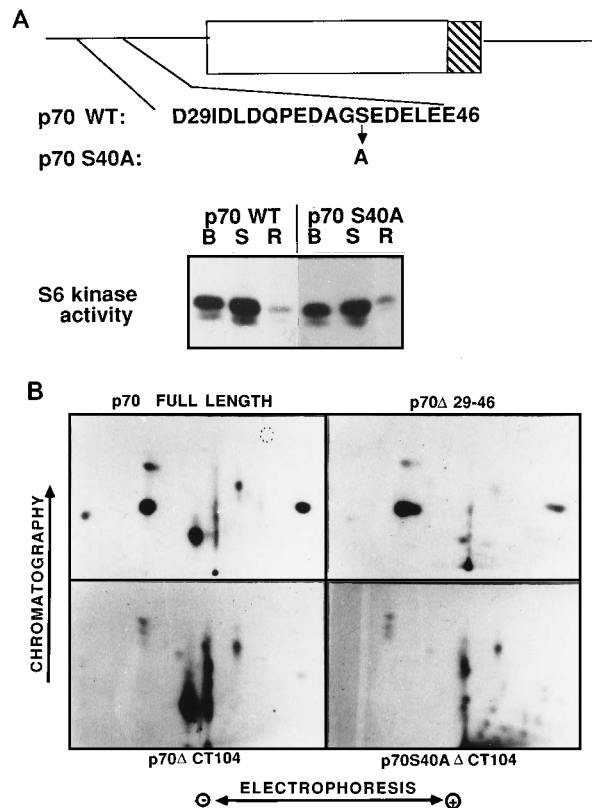 A
p70 WT: D29IDLDQPEDAGSEDELEE46
p70 S40A: A
p70 WT p70 S40A
B S R B S R
S6 kinase
activity
B
p70 FULL LENGTH p70Δ 29-46
CHROMATOGRAPHY
p70Δ CT104 p70S40A Δ CT104
⊖ ELECTROPHORESIS ⊕